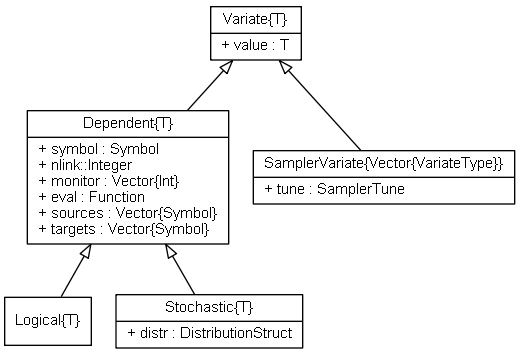 Variate{T}
+ value : T
Dependent{T}
+ symbol : Symbol
+ nlink::Integer
+ monitor : Vector{Int}
+ eval : Function
+ sources : Vector{Symbol}
+ targets : Vector{Symbol}
SamplerVariate{Vector{VariateType}}
+ tune : SamplerTune
Logical{T}
Stochastic{T}
+ distr : DistributionStruct